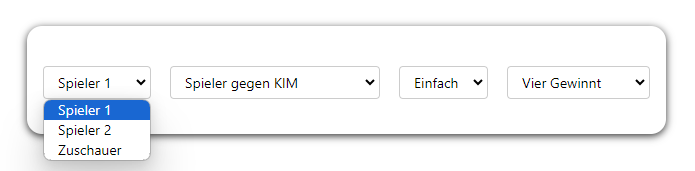 Spieler 1 Spieler gegen KIM Einfach Vier Gewinnt
Spieler 1
Spieler 2
Zuschauer